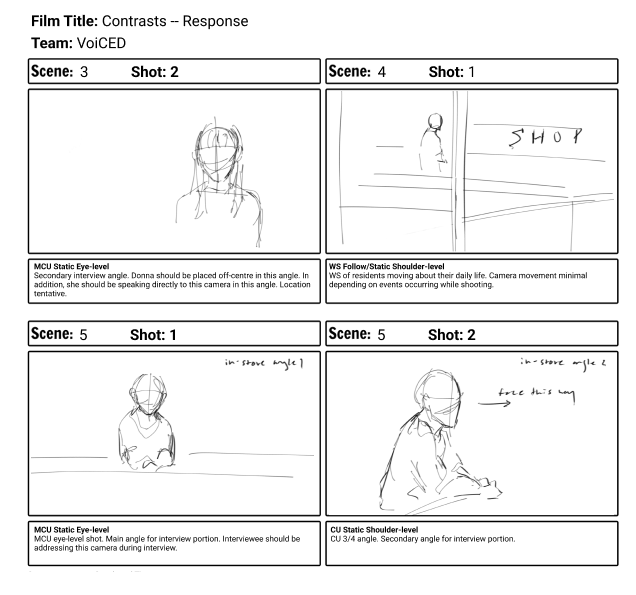 Film Title: Contrasts -- Response
Team: VoiCED
Scene: 3 Shot: 2
Scene: 4 Shot: 1
SHOP
MCU Static Eye-level
Secondary interview angle. Donna should be placed off-centre in this angle. In
addition, she should be speaking directly to this camera in this angle. Location
tentative.
WS Follow/Static Shoulder-level
WS of residents moving about their daily life. Camera movement minimal
depending on events occurring while shooting.
Scene: 5 Shot: 1
Scene: 5 Shot: 2
in-store angle 1
in-store angle 2
face this way
MCU Static Eye-level
MCU eye-level shot. Main angle for interview portion. Interviewee should be
addressing this camera during interview.
CU Static Shoulder-level
CU 3/4 angle. Secondary angle for interview portion.